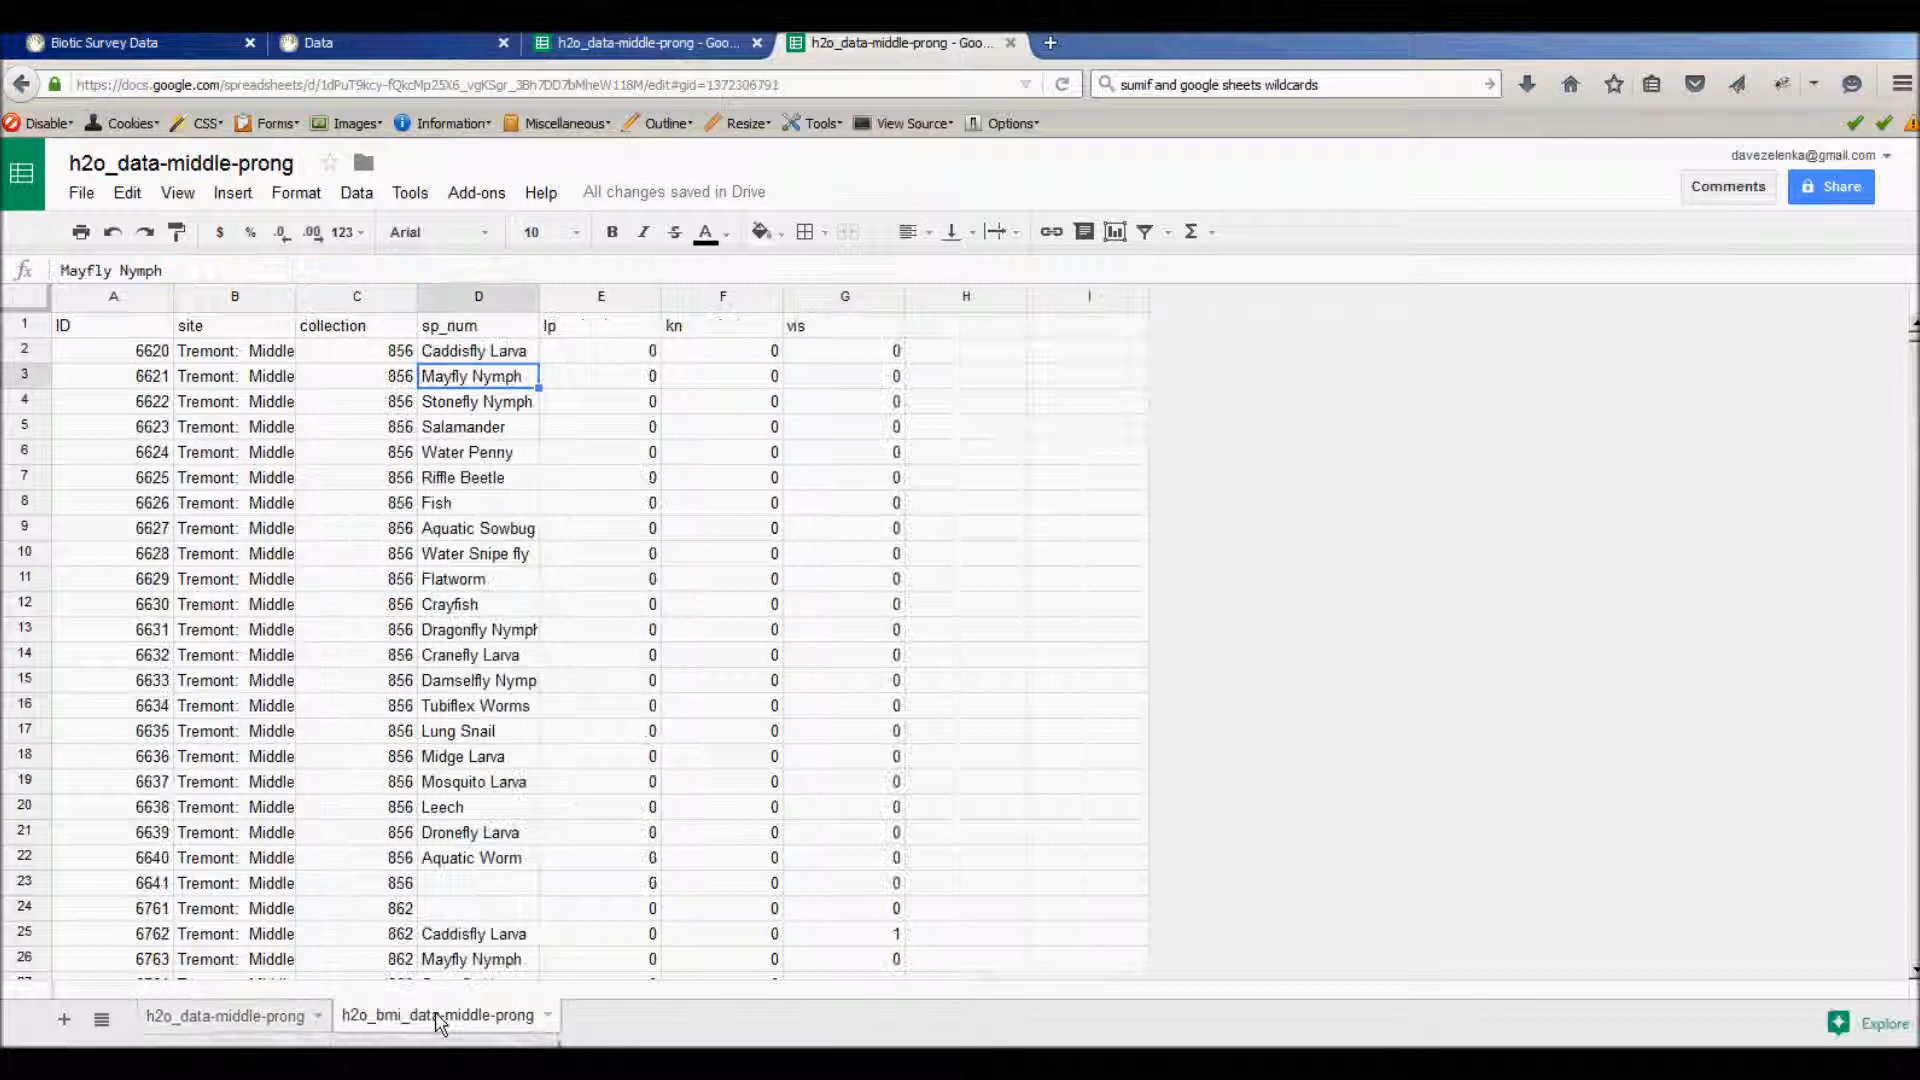 Biotic Survey Data
Data
h2o_data-middle-prong - Goo...
h2o_data-middle-prong - Goo...
https://docs.google.com/spreadsheets/d/1dPuT9kcy-fQkcMp25X6_vgKSgr_3Bh7DD7bMheW118M/edit#gid=1372306791
sumif and google sheets wildcards
Disable Cookies CSS Forms Images Information Miscellaneous Outline Resize Tools View Source Options
h2o_data-middle-prong
davezelenka@gmail.com
File Edit View Insert Format Data Tools Add-ons Help All changes saved in Drive
Comments Share
$ % .0 .00 123 Arial 10 B I S A Σ
fx Mayfly Nymph
A B C D E F G H I
1 ID site collection sp_num lp kn vis
2 6620 Tremont: Middle 856 Caddisfly Larva 0 0 0
3 6621 Tremont: Middle 856 Mayfly Nymph 0 0 0
4 6622 Tremont: Middle 856 Stonefly Nymph 0 0 0
5 6623 Tremont: Middle 856 Salamander 0 0 0
6 6624 Tremont: Middle 856 Water Penny 0 0 0
7 6625 Tremont: Middle 856 Riffle Beetle 0 0 0
8 6626 Tremont: Middle 856 Fish 0 0 0
9 6627 Tremont: Middle 856 Aquatic Sowbug 0 0 0
10 6628 Tremont: Middle 856 Water Snipe fly 0 0 0
11 6629 Tremont: Middle 856 Flatworm 0 0 0
12 6630 Tremont: Middle 856 Crayfish 0 0 0
13 6631 Tremont: Middle 856 Dragonfly Nymph 0 0 0
14 6632 Tremont: Middle 856 Cranefly Larva 0 0 0
15 6633 Tremont: Middle 856 Damselfly Nymp 0 0 0
16 6634 Tremont: Middle 856 Tubiflex Worms 0 0 0
17 6635 Tremont: Middle 856 Lung Snail 0 0 0
18 6636 Tremont: Middle 856 Midge Larva 0 0 0
19 6637 Tremont: Middle 856 Mosquito Larva 0 0 0
20 6638 Tremont: Middle 856 Leech 0 0 0
21 6639 Tremont: Middle 856 Dronefly Larva 0 0 0
22 6640 Tremont: Middle 856 Aquatic Worm 0 0 0
23 6641 Tremont: Middle 856 0 0 0
24 6761 Tremont: Middle 862 0 0 0
25 6762 Tremont: Middle 862 Caddisfly Larva 0 0 1
26 6763 Tremont: Middle 862 Mayfly Nymph 0 0 0
h2o_data-middle-prong
h2o_bmi_data-middle-prong
Explore